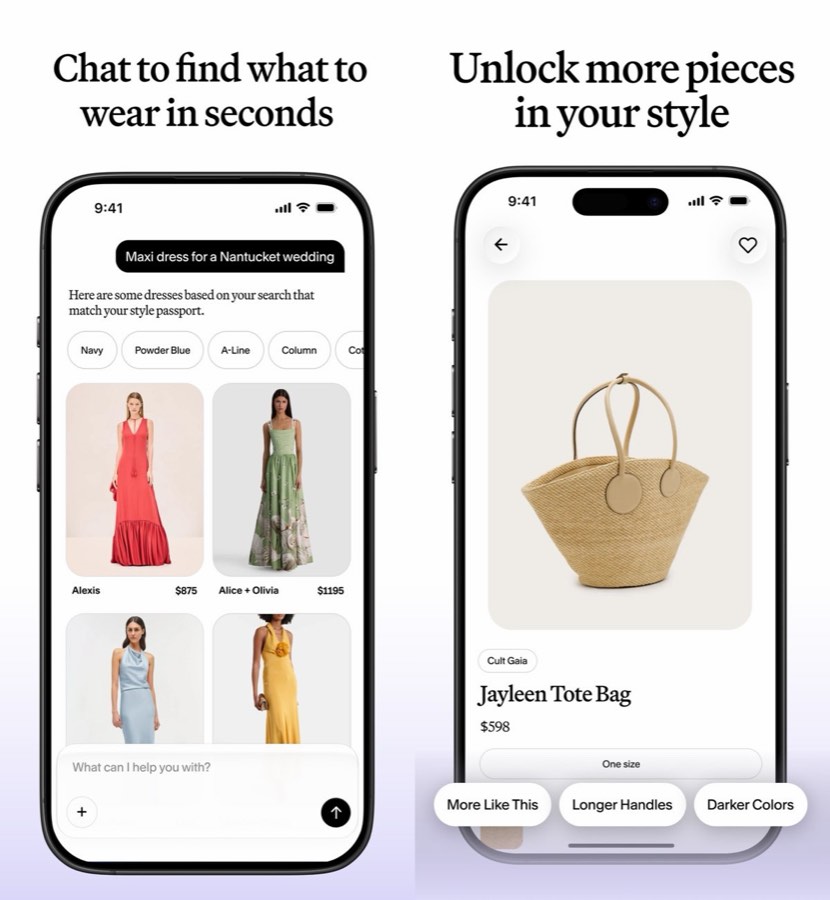 Chat to find what to
wear in seconds
9:41
Maxi dress for a Nantucket wedding
Here are some dresses based on your search that
match your style passport.
Navy
Powder Blue
A-Line
Column
Cot
Alexis
$875
Alice + Olivia
$1195
What can I help you with?
Unlock more pieces
in your style
9:41
Cult Gaia
Jayleen Tote Bag
$598
One size
More Like This
Longer Handles
Darker Colors